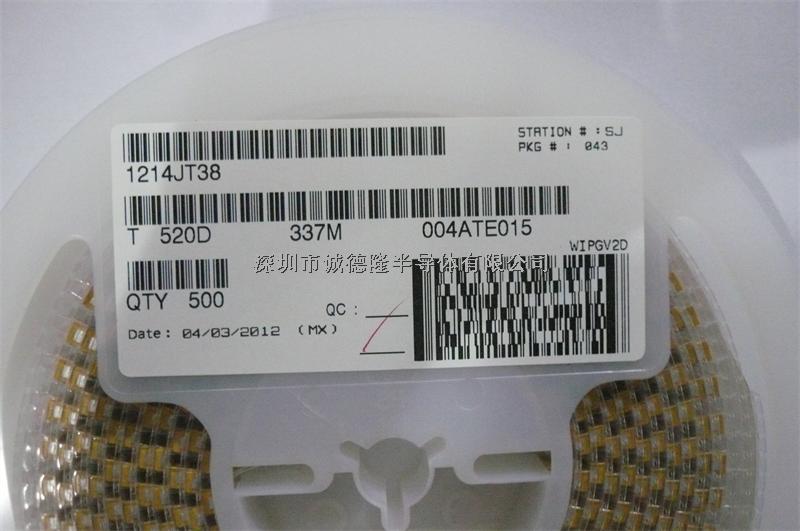 STATION # : SJ
PKG # : 043
1214JT38
T 520D 337M 004ATE015
WIPGV2D
深圳市诚德隆半导体有限公司
QTY 500
QC :
Date: 04/03/2012 (MX)